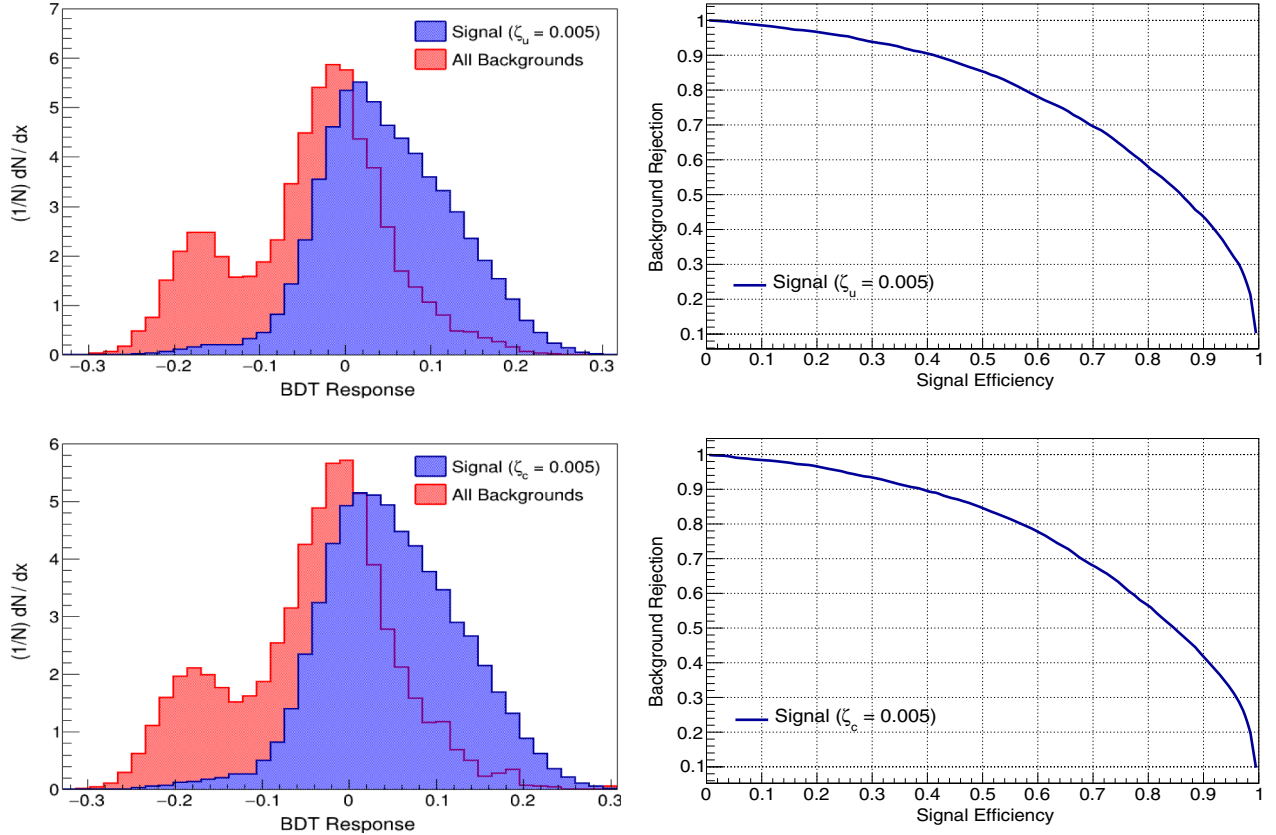 7
6
5
4
3
2
1
0
(1/N) dN / dx
Signal (ζu = 0.005)
All Backgrounds
−0.3 −0.2 −0.1 0 0.1 0.2 0.3
BDT Response
1
0.9
0.8
0.7
0.6
0.5
0.4
0.3
0.2
0.1
Background Rejection
Signal (ζu = 0.005)
0 0.1 0.2 0.3 0.4 0.5 0.6 0.7 0.8 0.9 1
Signal Efficiency
6
5
4
3
2
1
0
(1/N) dN / dx
Signal (ζc = 0.005)
All Backgrounds
−0.3 −0.2 −0.1 0 0.1 0.2 0.3
BDT Response
1
0.9
0.8
0.7
0.6
0.5
0.4
0.3
0.2
0.1
Background Rejection
Signal (ζc = 0.005)
0 0.1 0.2 0.3 0.4 0.5 0.6 0.7 0.8 0.9 1
Signal Efficiency